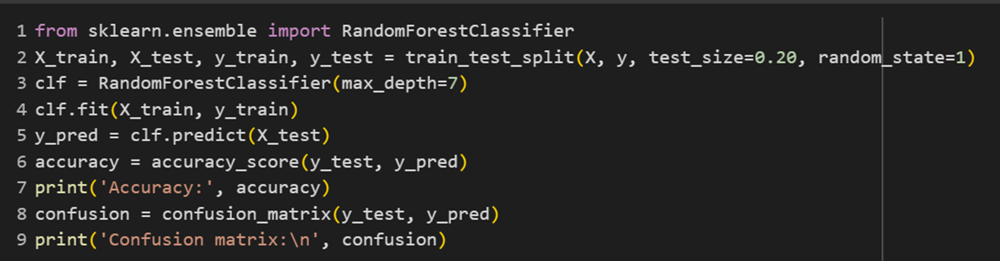 1 from sklearn.ensemble import RandomForestClassifier
2 X_train, X_test, y_train, y_test = train_test_split(X, y, test_size=0.20, random_state=1)
3 clf = RandomForestClassifier(max_depth=7)
4 clf.fit(X_train, y_train)
5 y_pred = clf.predict(X_test)
6 accuracy = accuracy_score(y_test, y_pred)
7 print('Accuracy:', accuracy)
8 confusion = confusion_matrix(y_test, y_pred)
9 print('Confusion matrix:\n', confusion)